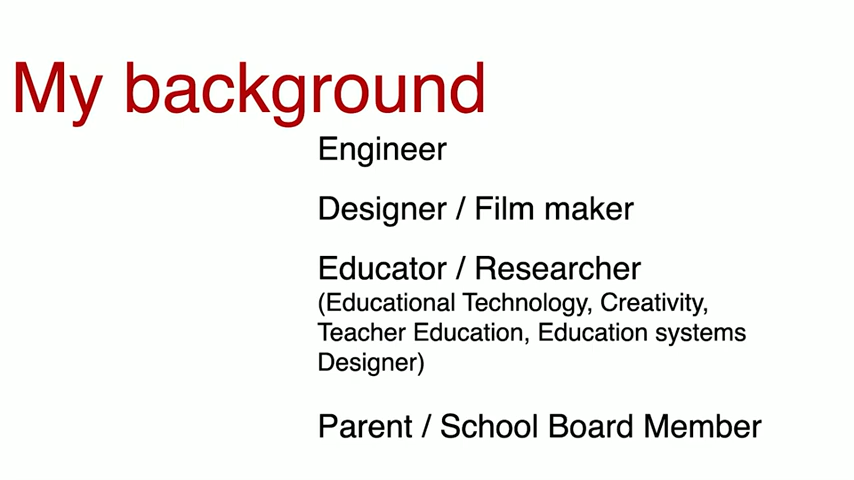 My background
Engineer
Designer / Film maker
Educator / Researcher
(Educational Technology, Creativity,
Teacher Education, Education systems
Designer)
Parent / School Board Member